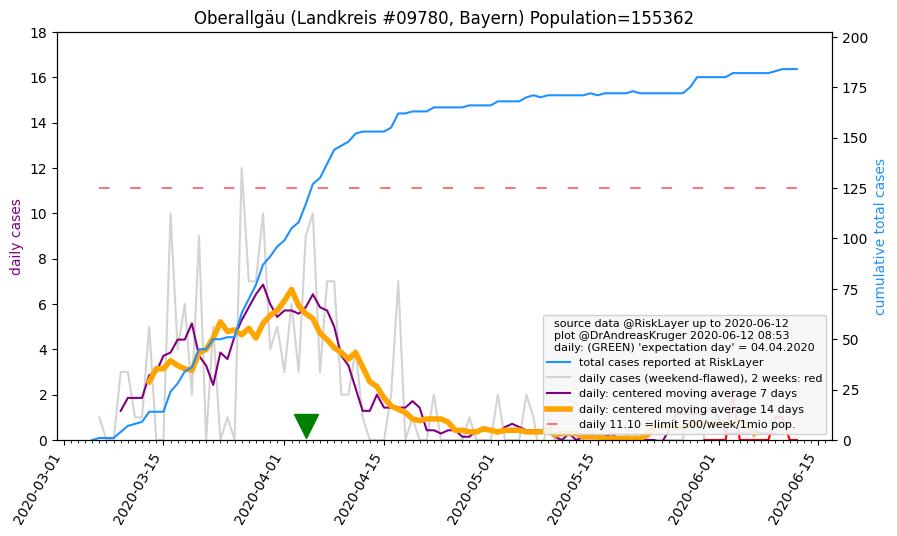 Oberallgäu (Landkreis #09780, Bayern) Population=155362
18
16
14
12
10
8
6
4
2
0
daily cases
200
175
150
125
100
75
50
25
0
cumulative total cases
source data @RiskLayer up to 2020-06-12
plot @DrAndreasKruger 2020-06-12 08:53
daily: (GREEN) 'expectation day' = 04.04.2020
total cases reported at RiskLayer
daily cases (weekend-flawed), 2 weeks: red
daily: centered moving average 7 days
daily: centered moving average 14 days
daily 11.10 =limit 500/week/1mio pop.
2020-03-01
2020-03-15
2020-04-01
2020-04-15
2020-05-01
2020-05-15
2020-06-01
2020-06-15